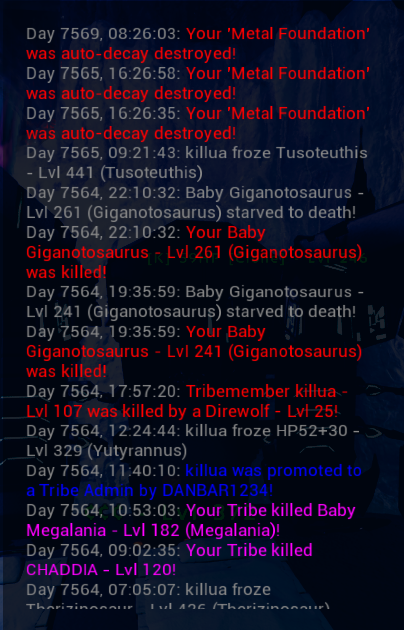 Day 7569, 08:26:03: Your 'Metal Foundation'
was auto-decay destroyed!
Day 7565, 16:26:58: Your 'Metal Foundation'
was auto-decay destroyed!
Day 7565, 16:26:35: Your 'Metal Foundation'
was auto-decay destroyed!
Day 7565, 09:21:43: killua froze Tusoteuthis
- Lvl 441 (Tusoteuthis)
Day 7564, 22:10:32: Baby Giganotosaurus -
Lvl 261 (Giganotosaurus) starved to death!
Day 7564, 22:10:32: Your Baby
Giganotosaurus - Lvl 261 (Giganotosaurus)
was killed!
Day 7564, 19:35:59: Baby Giganotosaurus -
Lvl 241 (Giganotosaurus) starved to death!
Day 7564, 19:35:59: Your Baby
Giganotosaurus - Lvl 241 (Giganotosaurus)
was killed!
Day 7564, 17:57:20: Tribemember killua -
Lvl 107 was killed by a Direwolf - Lvl 25!
Day 7564, 12:24:44: killua froze HP52+30 -
Lvl 329 (Yutyrannus)
Day 7564, 11:40:10: killua was promoted to
a Tribe Admin by DANBAR1234!
Day 7564, 10:53:03: Your Tribe killed Baby
Megalania - Lvl 182 (Megalania)!
Day 7564, 09:02:35: Your Tribe killed
CHADDIA - Lvl 120!
Day 7564, 07:05:07: killua froze
Therizinosaur - Lvl 426 (Therizinosaur)